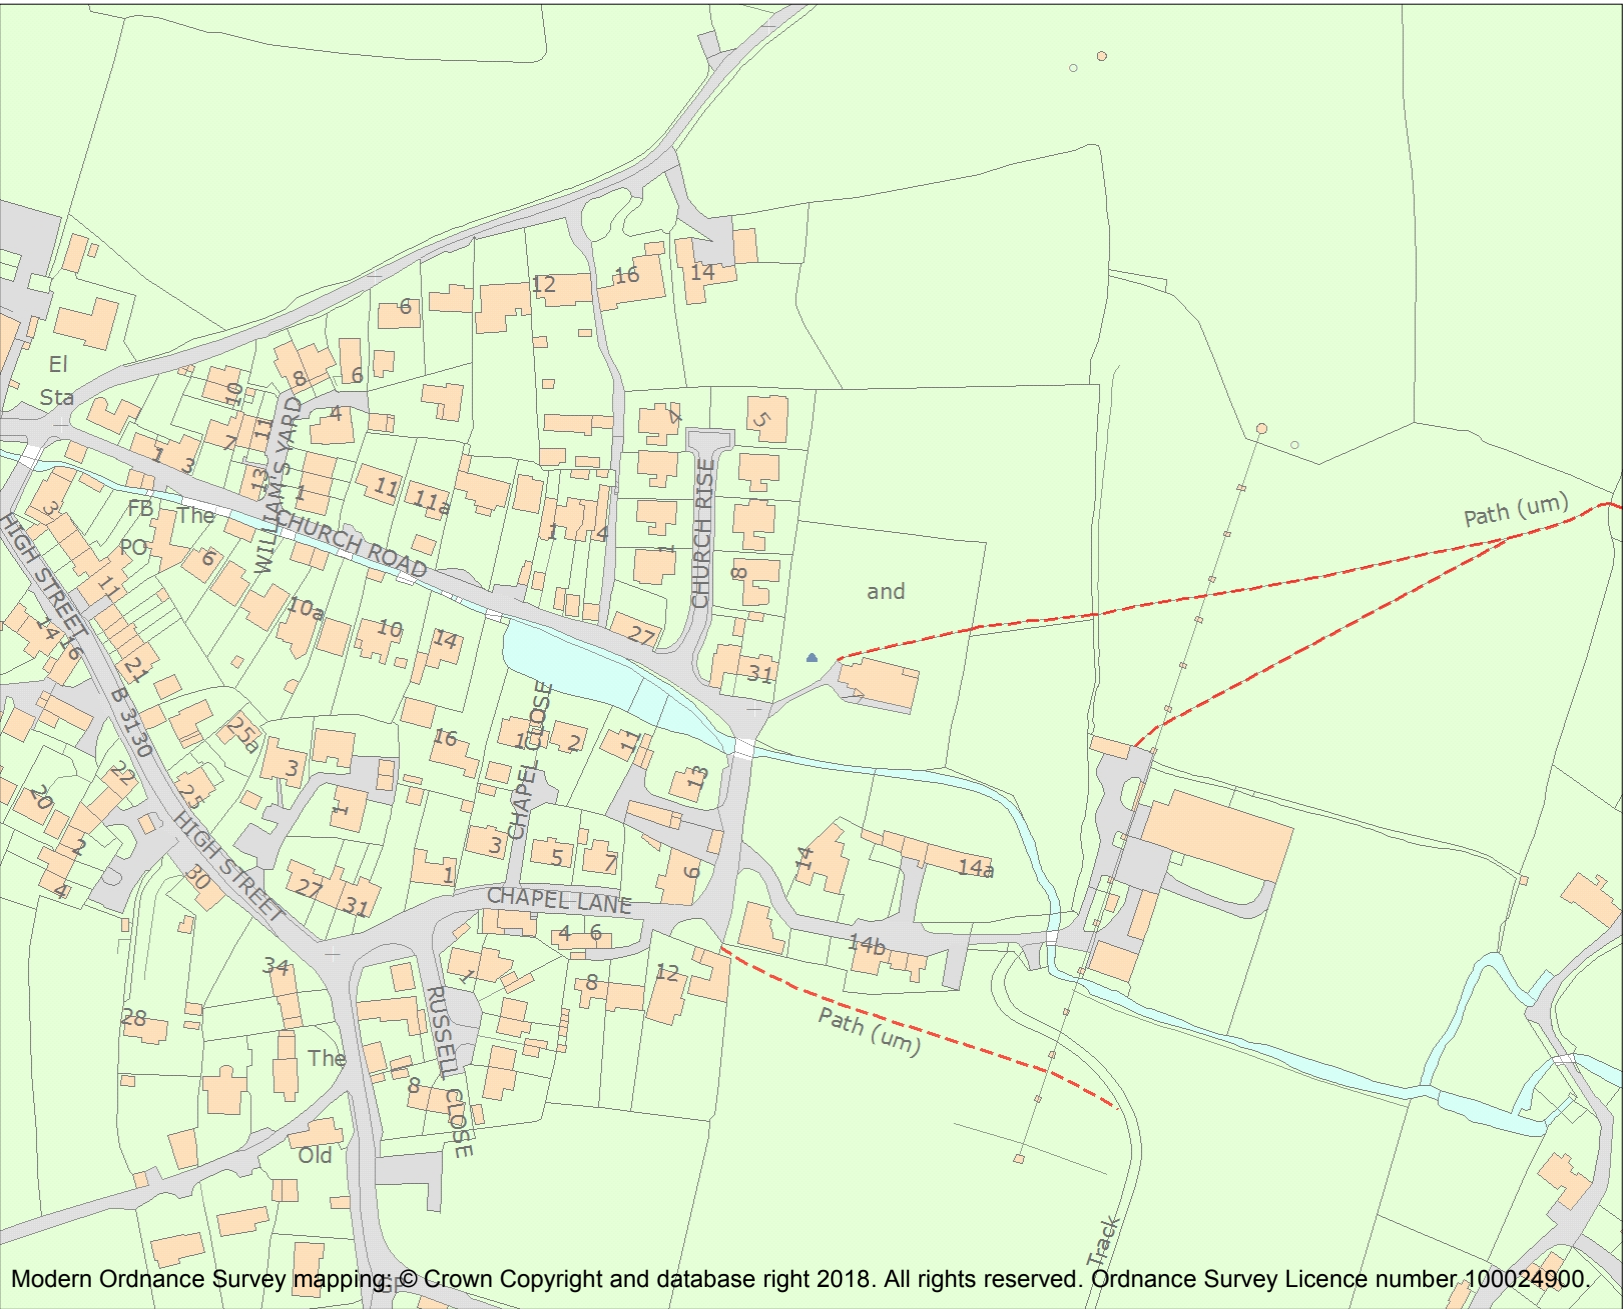 16
14
12
6
El
Sta
8
6
10
4
4
5
7
11
WILLIAM'S YARD
1
3
13
1
11
11a
3
FB
The
CHURCH ROAD
1
4
CHURCH RISE
1
Path (um)
PO
HIGH STREET
6
8
and
11
10a
10
14
27
14
16
21
31
B 3130
CHAPEL CLOSE
25a
16
1
2
11
3
22
13
20
25
1
HIGH STREET
2
3
5
7
14
14a
4
30
27
31
1
9
CHAPEL LANE
4
6
14b
34
1
8
12
28
RUSSELL CLOSE
Path (um)
The
8
Old
Track
Modern Ordnance Survey mapping: © Crown Copyright and database right 2018. All rights reserved. Ordnance Survey Licence number 100024900.